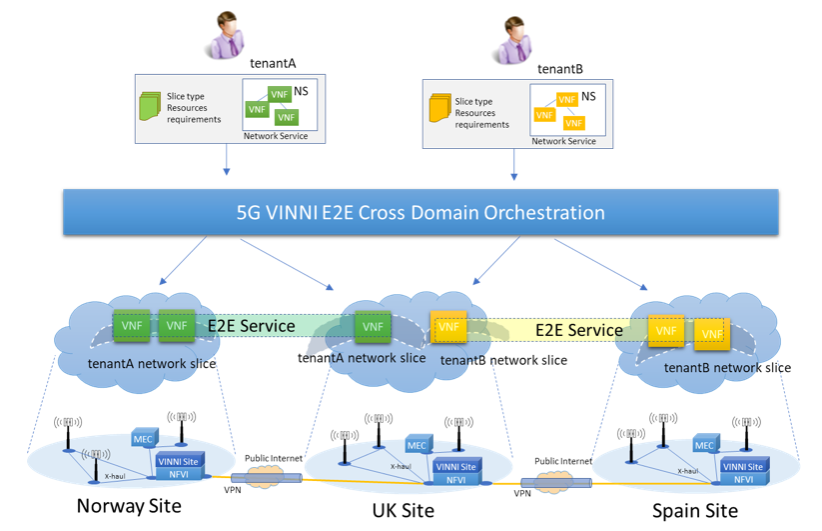 tenantA
tenantB
Slice type
Resources
requirements
VNF
NS
VNF
VNF
Network Service
Slice type
Resources
requirements
VNF
NS
VNF
VNF
Network Service
5G VINNI E2E Cross Domain Orchestration
VNF
VNF
E2E Service
VNF
VNF
E2E Service
VNF
VNF
tenantA network slice
tenantA network slice
tenantB network slice
tenantB network slice
MEC
VINNI Site
NFVI
X-haul
Public Internet
VPN
MEC
VINNI Site
NFVI
X-haul
Public Internet
VPN
MEC
VINNI Site
NFVI
X-haul
Norway Site
UK Site
Spain Site